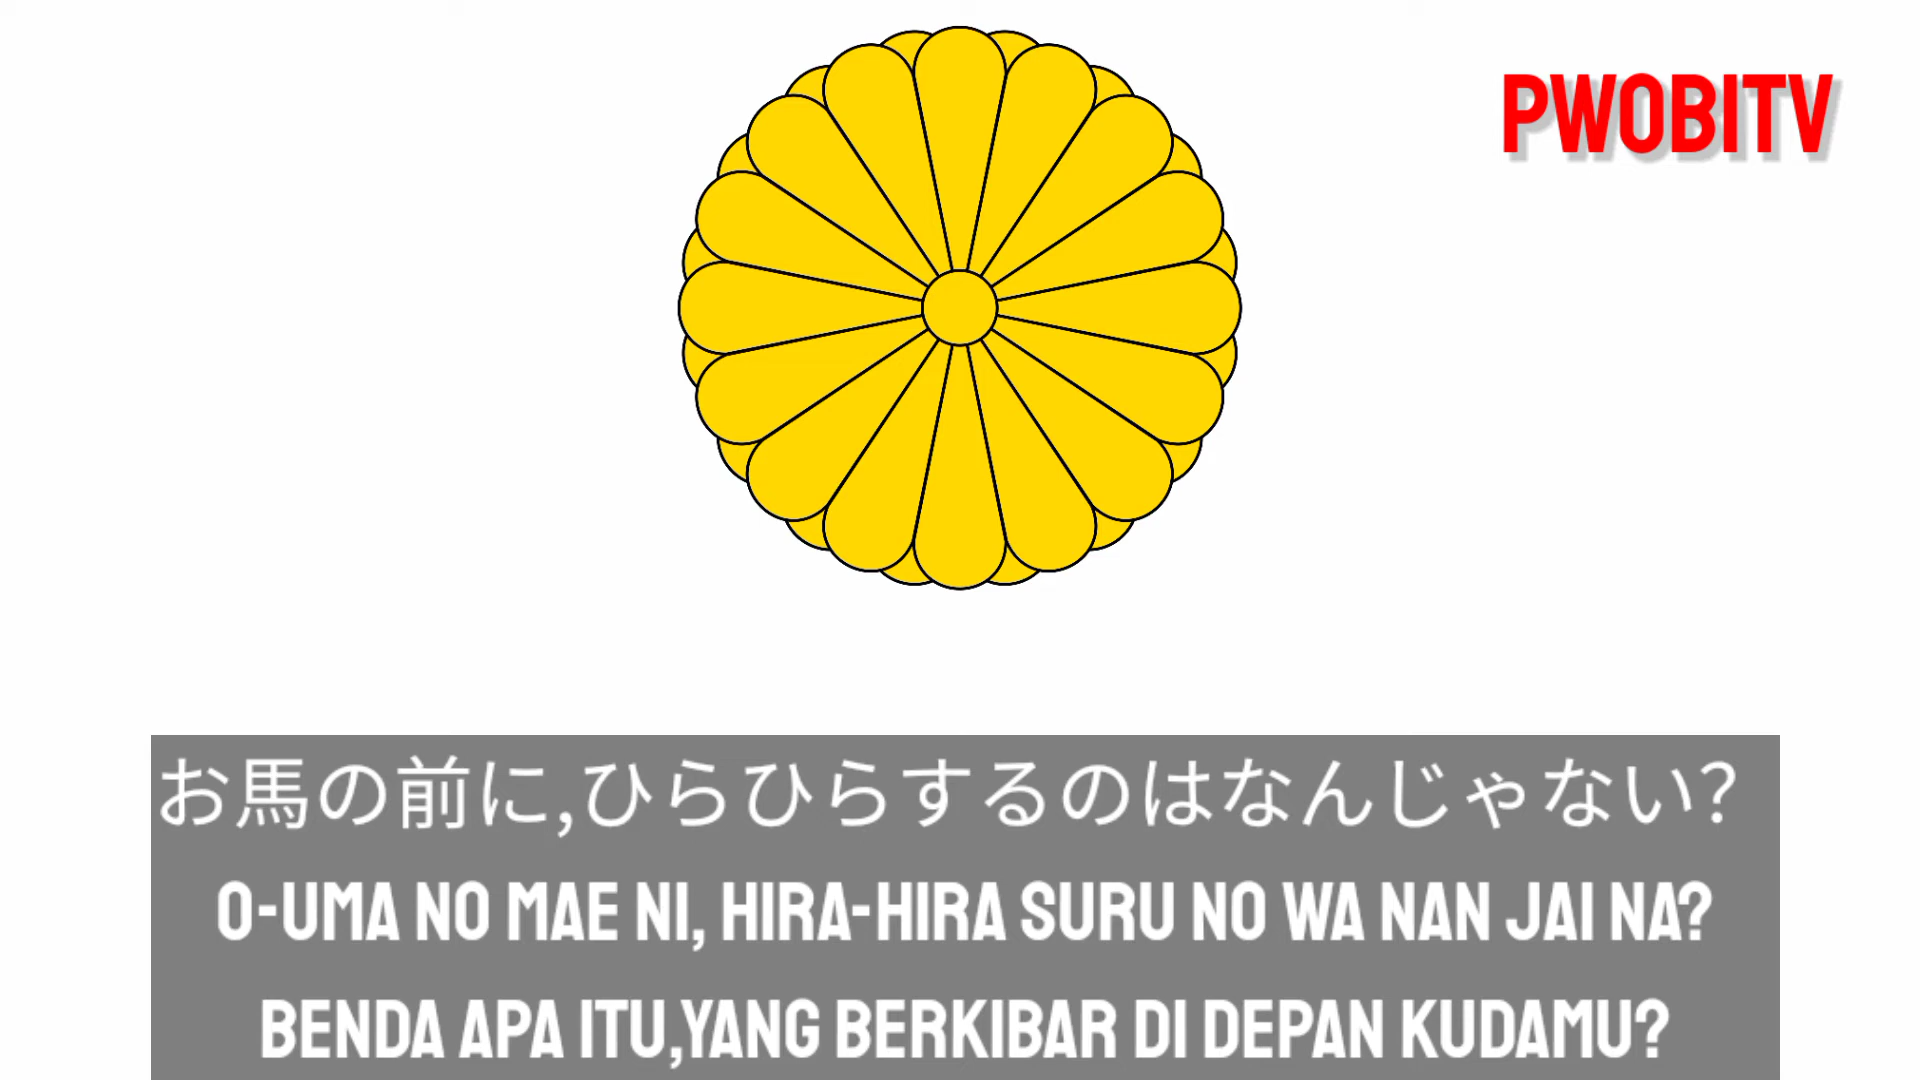 PWOBITV
お馬の前に,ひらひらするのはなんじゃない?
O-UMA NO MAE NI, HIRA-HIRA SURU NO WA NAN JAI NA?
BENDA APA ITU,YANG BERKIBAR DI DEPAN KUDAMU?